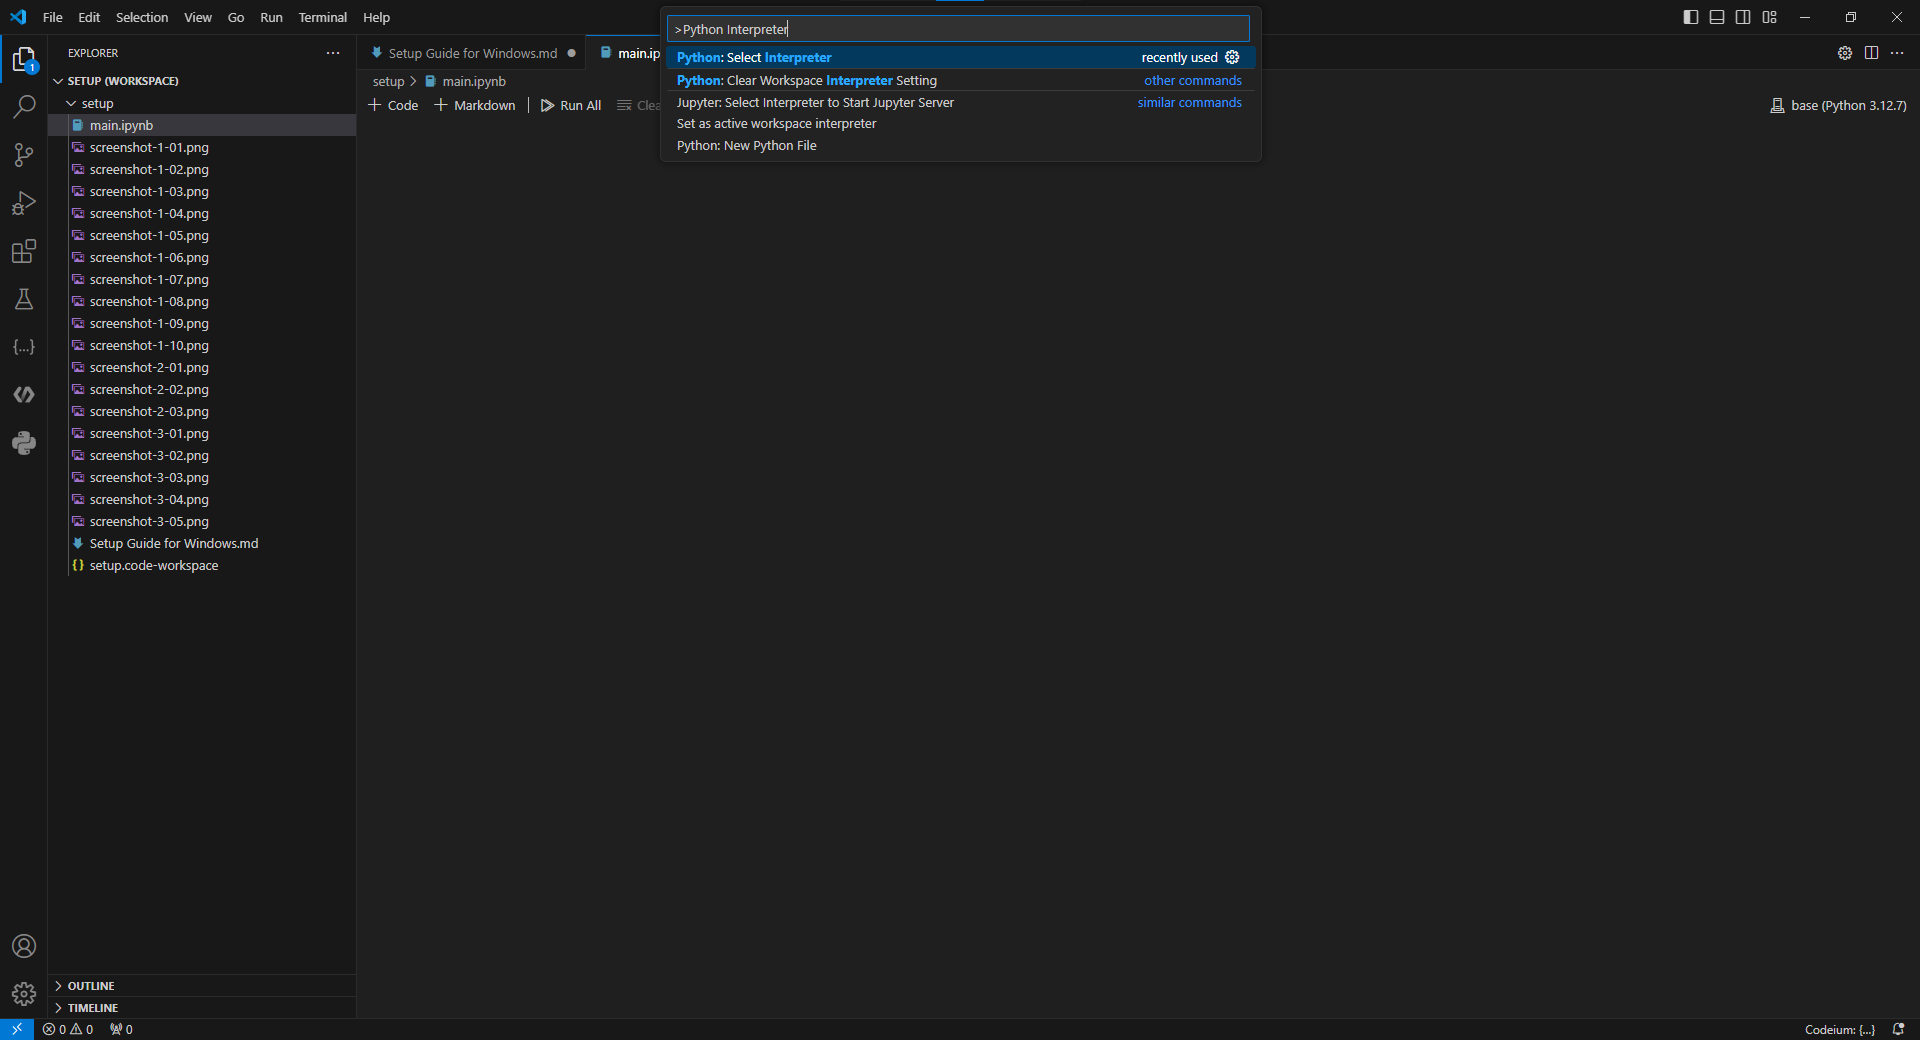 File Edit Selection View Go Run Terminal Help
>Python Interpreter
Python: Select Interpreter recently used
Python: Clear Workspace Interpreter Setting other commands
Jupyter: Select Interpreter to Start Jupyter Server similar commands
Set as active workspace interpreter
Python: New Python File
EXPLORER
1
SETUP (WORKSPACE)
setup
main.ipynb
screenshot-1-01.png
screenshot-1-02.png
screenshot-1-03.png
screenshot-1-04.png
screenshot-1-05.png
screenshot-1-06.png
screenshot-1-07.png
screenshot-1-08.png
screenshot-1-09.png
screenshot-1-10.png
screenshot-2-01.png
screenshot-2-02.png
screenshot-2-03.png
screenshot-3-01.png
screenshot-3-02.png
screenshot-3-03.png
screenshot-3-04.png
screenshot-3-05.png
Setup Guide for Windows.md
setup.code-workspace
OUTLINE
TIMELINE
Setup Guide for Windows.md main.ip
setup > main.ipynb
+ Code + Markdown Run All Clea
base (Python 3.12.7)
0 0 0
Codeium: {...}